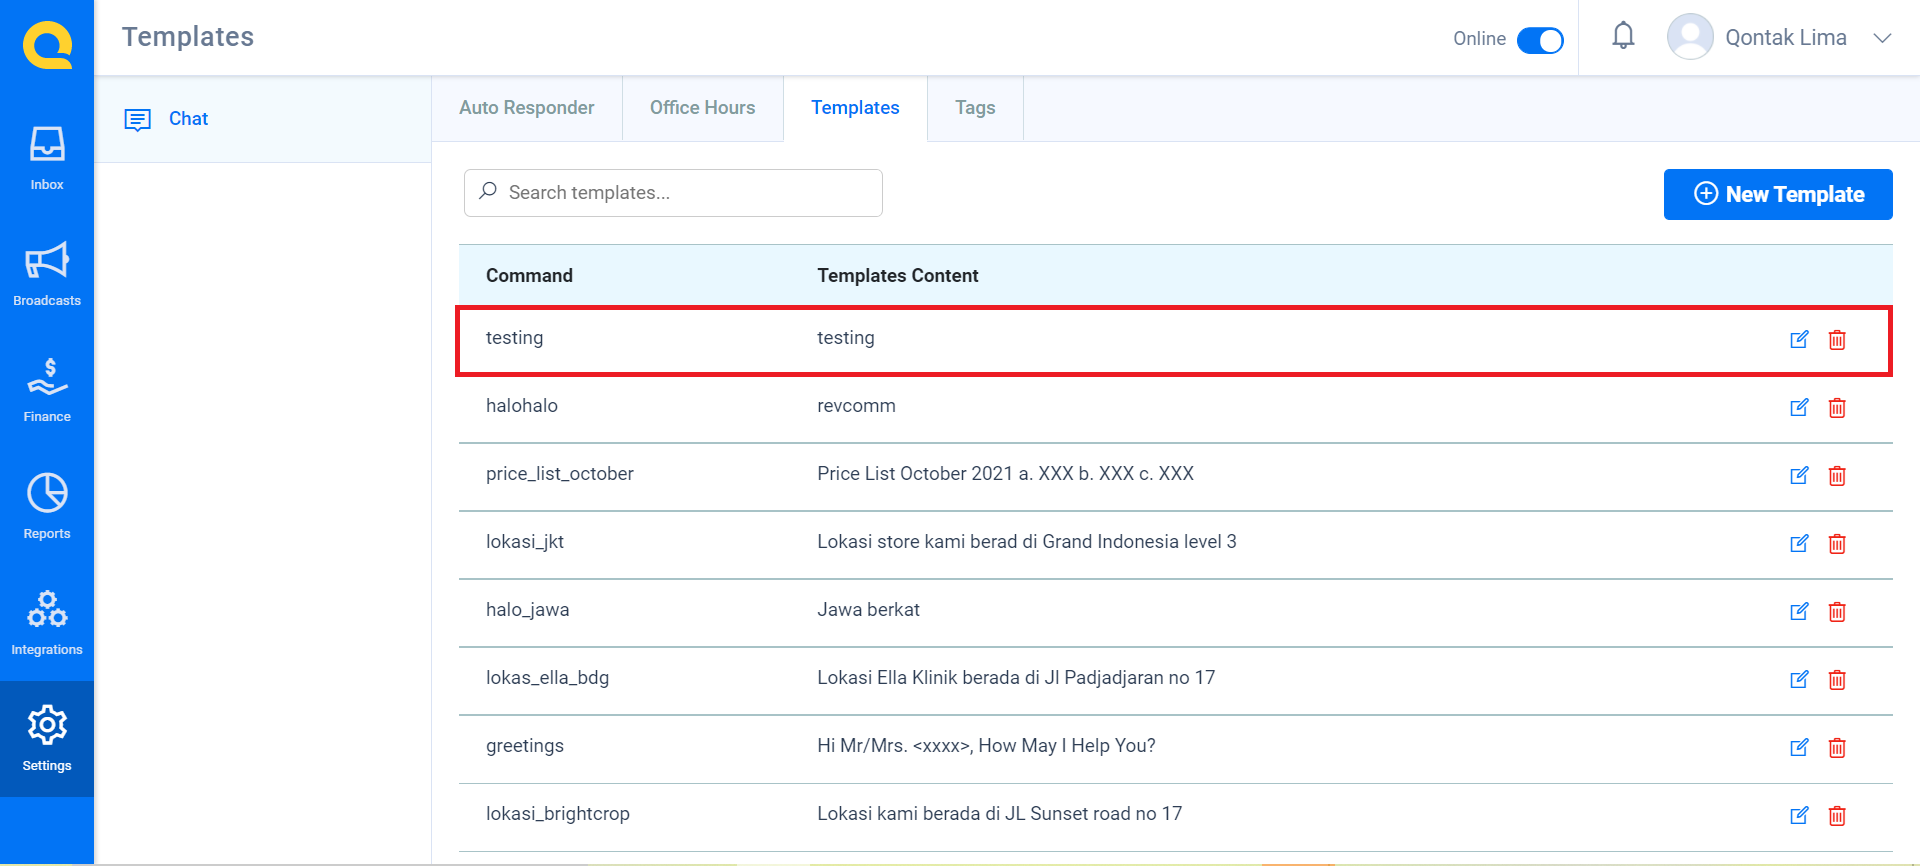 Templates
Online
Qontak Lima
Inbox
Broadcasts
Finance
Reports
Integrations
Settings
Chat
Auto Responder
Office Hours
Templates
Tags
Search templates...
New Template
Command Templates Content
testing testing
halohalo revcomm
price_list_october Price List October 2021 a. XXX b. XXX c. XXX
lokasi_jkt Lokasi store kami berad di Grand Indonesia level 3
halo_jawa Jawa berkat
lokas_ella_bdg Lokasi Ella Klinik berada di Jl Padjadjaran no 17
greetings Hi Mr/Mrs. <xxxx>, How May I Help You?
lokasi_brightcrop Lokasi kami berada di JL Sunset road no 17